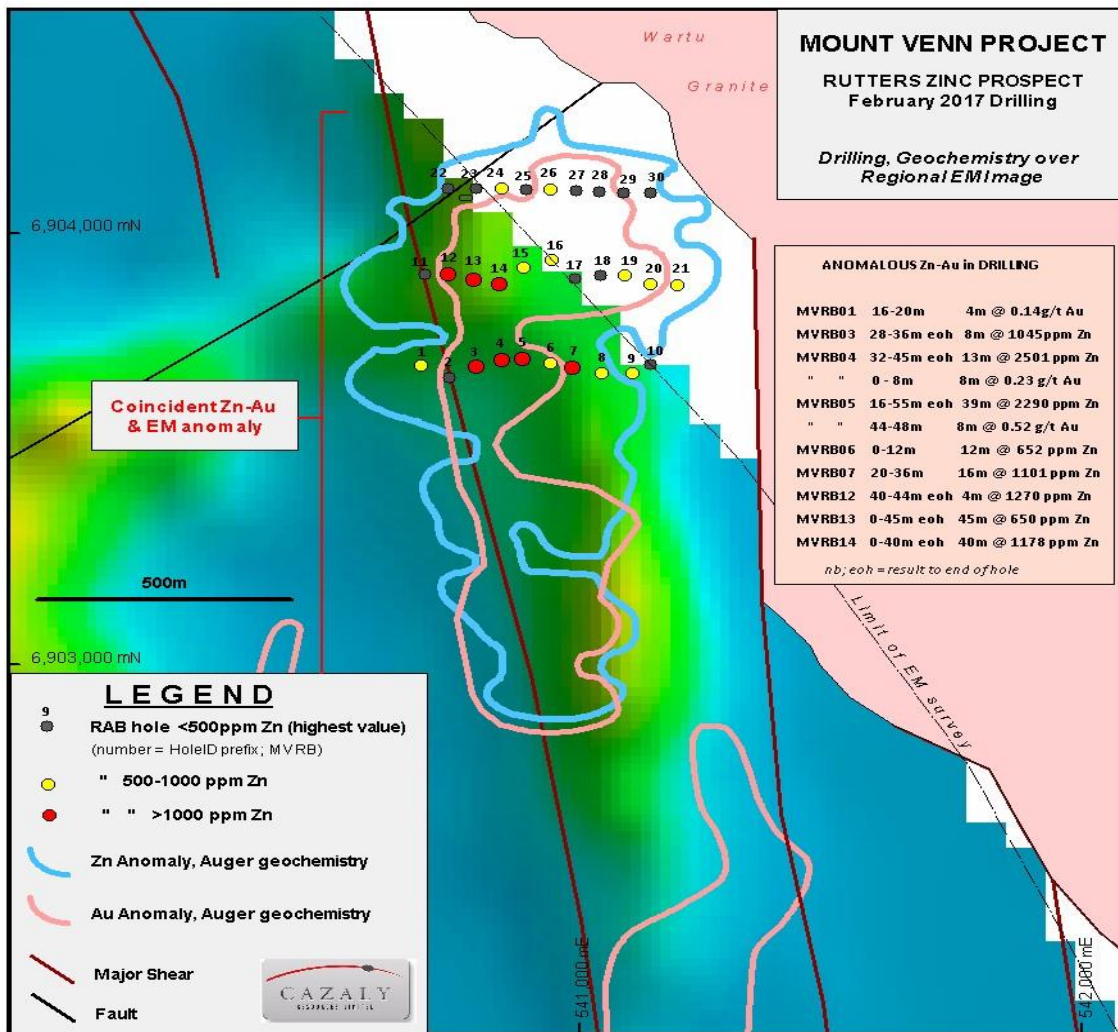 MOUNT VENN PROJECT
RUTTERS ZINC PROSPECT
February 2017 Drilling
Drilling, Geochemistry over
Regional EM Image
Wartu
Granite
22 23 24 25 26 27 28 29 30
6,904,000 mN
11 12 13 14 15 16 17 18 19 20 21
1 2 3 4 5 6 7 8 9 10
Coincident Zn-Au
& EM anomaly
ANOMALOUS Zn-Au in DRILLING
MVRB01 16-20m 4m @ 0.14g/t Au
MVRB03 28-36m eoh 8m @ 1045ppm Zn
MVRB04 32-45m eoh 13m @ 2501 ppm Zn
" " 0-8m 8m @ 0.23 g/t Au
MVRB05 16-55m eoh 39m @ 2290 ppm Zn
" " 44-48m 8m @ 0.52 g/t Au
MVRB06 0-12m 12m @ 652 ppm Zn
MVRB07 20-36m 16m @ 1101 ppm Zn
MVRB12 40-44m eoh 4m @ 1270 ppm Zn
MVRB13 0-45m eoh 45m @ 650 ppm Zn
MVRB14 0-40m eoh 40m @ 1178 ppm Zn
nb; eoh = result to end of hole
500m
Limit of EM survey
6,903,000 mN
LEGEND
9
RAB hole <500ppm Zn (highest value)
(number = HoleID prefix; MVRB)
" 500-1000 ppm Zn
" " >1000 ppm Zn
Zn Anomaly, Auger geochemistry
Au Anomaly, Auger geochemistry
Major Shear
Fault
CAZALY
RESOURCES LIMITED
541,000 mE
542,000 mE